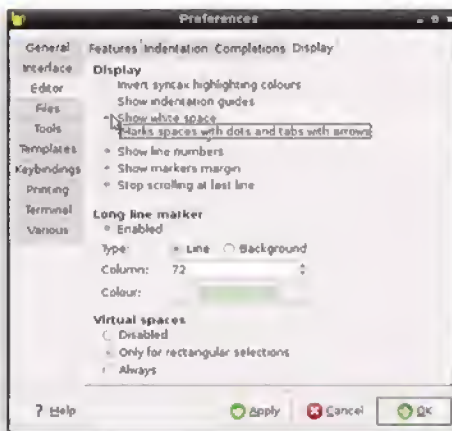 Preferences
General
Interface
Editor
Files
Tools
Templates
Keybindings
Printing
Terminal
Various
Features Indentation Completions Display
Display
Invert syntax highlighting colours
Show indentation guides
Show white space
Marks spaces with dots and tabs with arrows
Show line numbers
Show markers margin
Stop scrolling at last line
Long line marker
Enabled
Type: Line Background
Column: 72
Colour:
Virtual spaces
Disabled
Only for rectangular selections
Always
? Help Apply Cancel OK